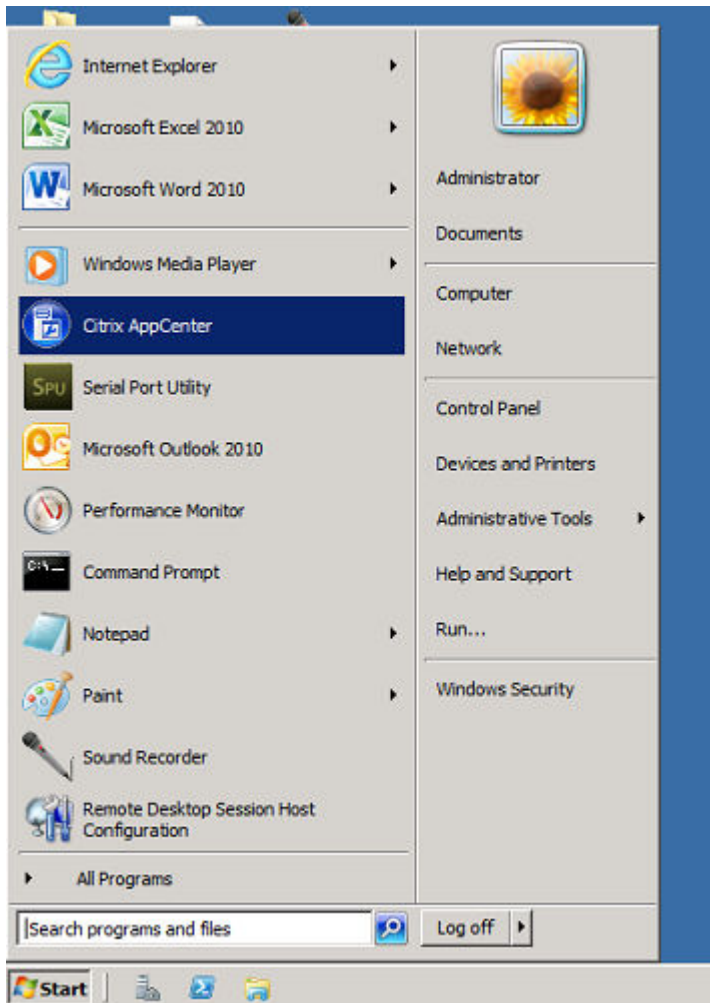 Internet Explorer
Microsoft Excel 2010
Microsoft Word 2010
Windows Media Player
Citrix AppCenter
SPU
Serial Port Utility
Microsoft Outlook 2010
Performance Monitor
C:\
Command Prompt
Notepad
Paint
Sound Recorder
Remote Desktop Session Host
Configuration
All Programs
Search programs and files
Administrator
Documents
Computer
Network
Control Panel
Devices and Printers
Administrative Tools
Help and Support
Run...
Windows Security
Log off
Start